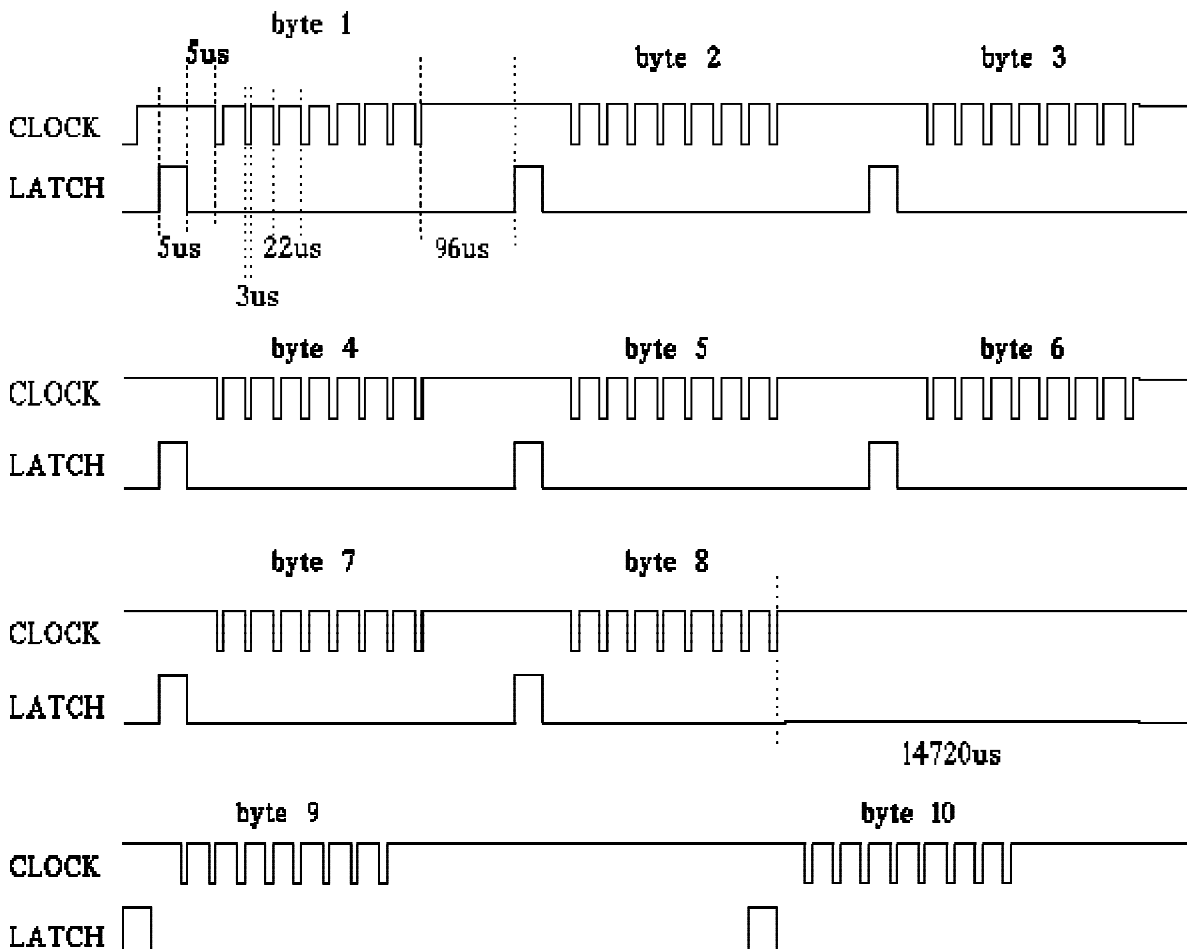 byte 1
5us
byte 2
byte 3
CLOCK
LATCH
5us
22us
96us
3us
byte 4
byte 5
byte 6
CLOCK
LATCH
byte 7
byte 8
CLOCK
LATCH
14720us
byte 9
byte 10
CLOCK
LATCH